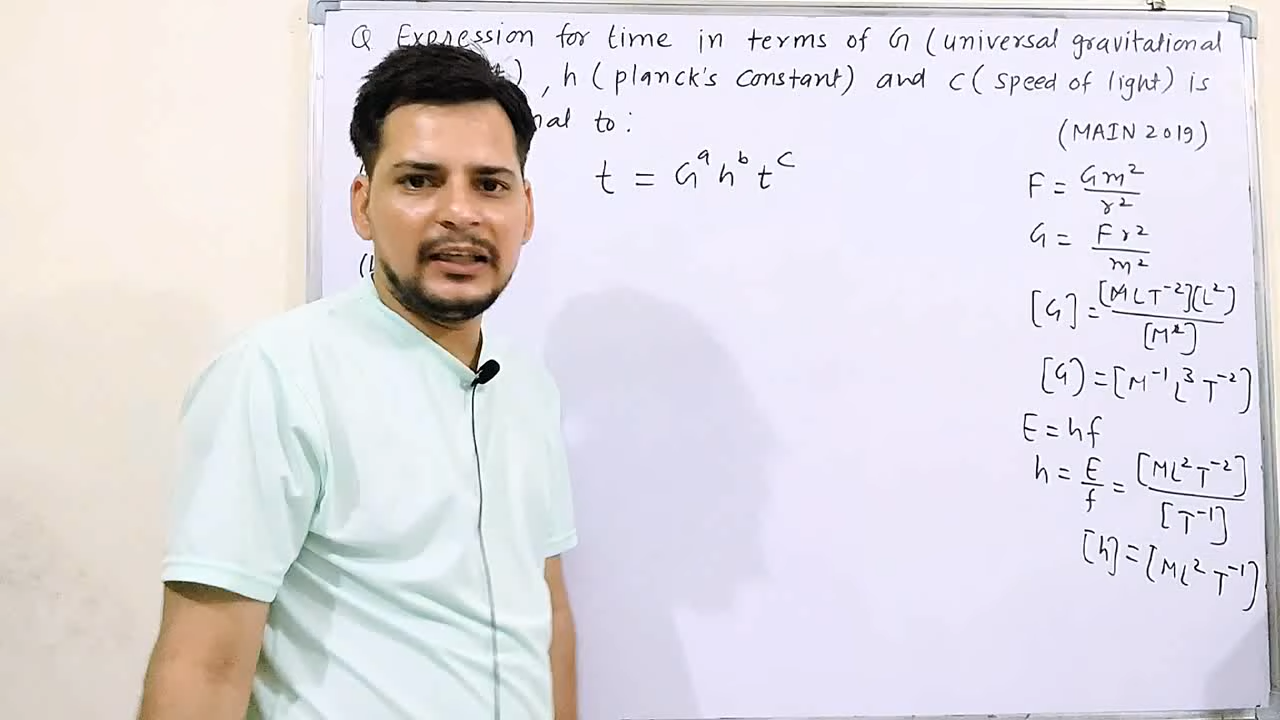 Q Expression for time in terms of G (universal gravitational
), h (planck's constant) and c (speed of light) is
nal to:
(MAIN 2019)
t = G^a h^b t^c
F = Gm²/r²
G = Fr²/m²
[G] = [MLT⁻²][L²]/[M²]
[G] = [M⁻¹L³T⁻²]
E = hf
h = E/f = [ML²T⁻²]/[T⁻¹]
[h] = [ML²T⁻¹]